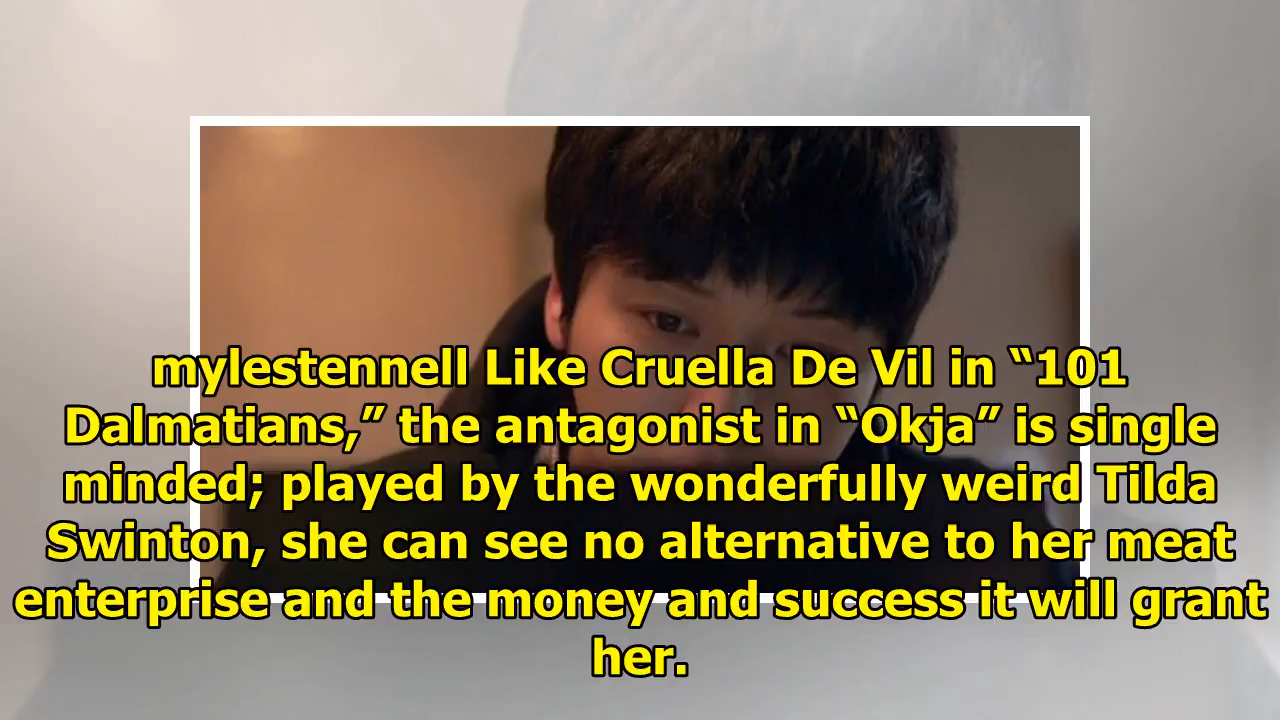 mylestennell Like Cruella De Vil in “101
Dalmatians,” the antagonist in “Okja” is single
minded; played by the wonderfully weird Tilda
Swinton, she can see no alternative to her meat
enterprise and the money and success it will grant
her.